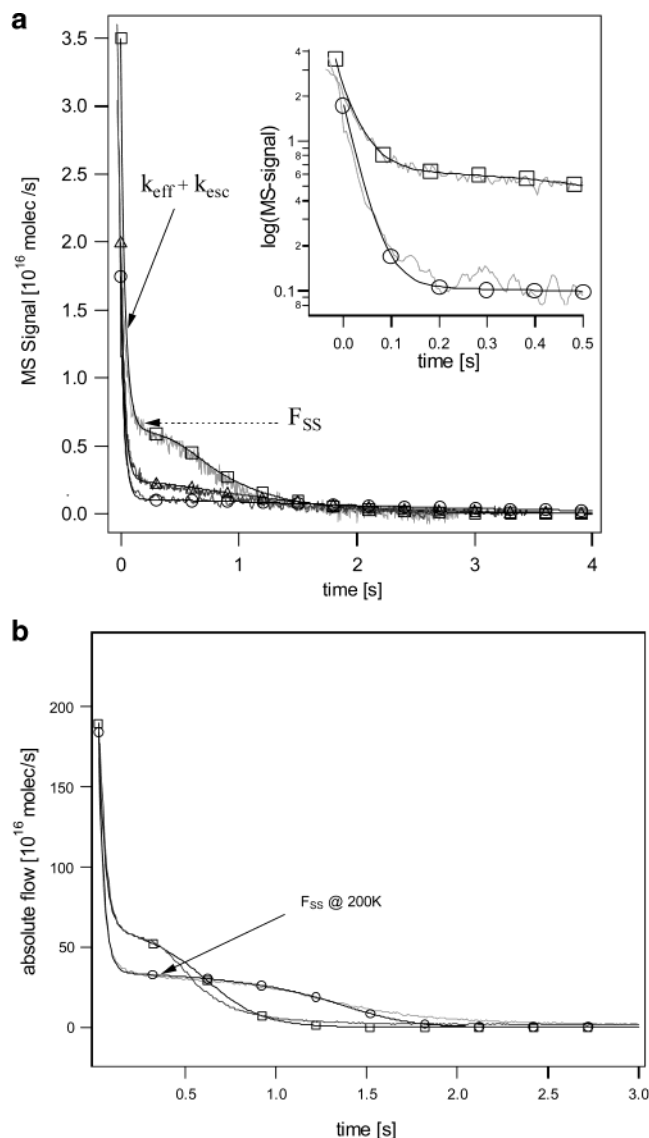 a
3.5
3.0
2.5
2.0
1.5
1.0
0.5
0.0
MS Signal [10^16 molec/s]
0 1 2 3 4
time [s]
k_eff + k_esc
F_SS
4
2
1
8
6
4
2
0.1
8
log(MS-signal)
0.0 0.1 0.2 0.3 0.4 0.5
time [s]
b
200
150
100
50
0
absolute flow [10^16 molec/s]
F_SS @ 200K
0.5 1.0 1.5 2.0 2.5 3.0
time [s]